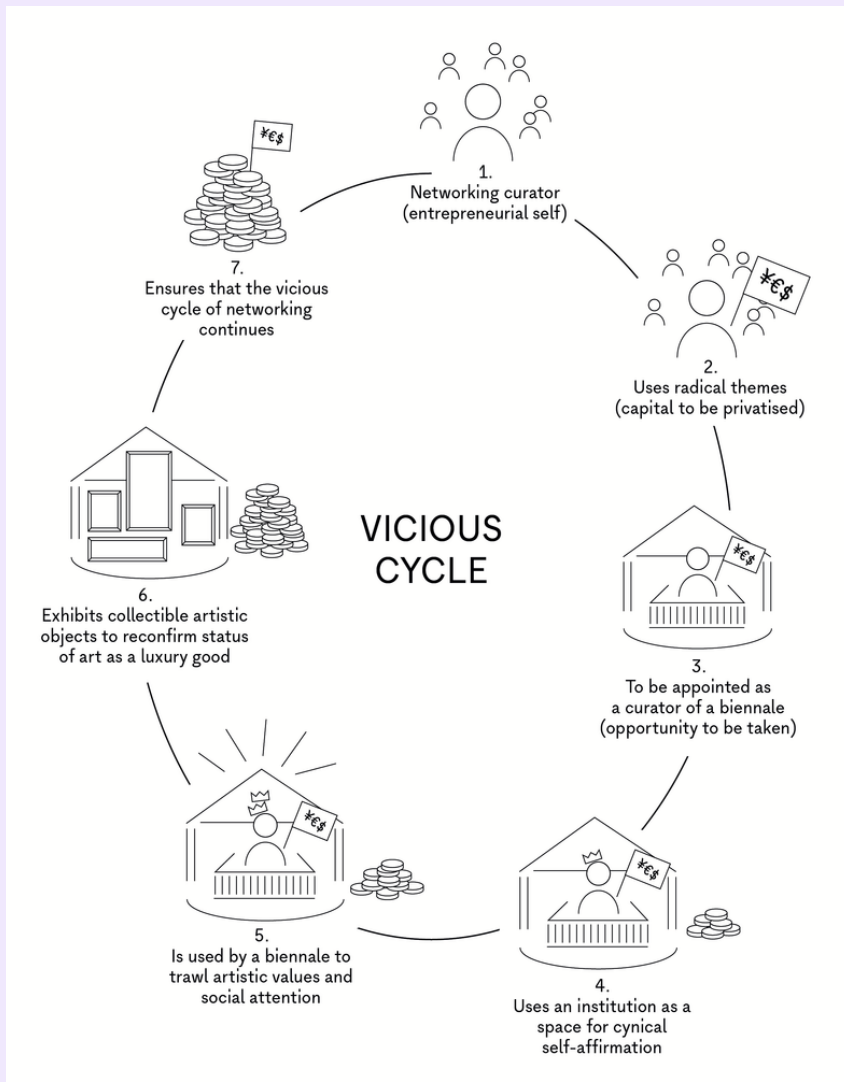 VICIOUS
CYCLE
¥€$
1.
Networking curator
(entrepreneurial self)
¥€$
2.
Uses radical themes
(capital to be privatised)
¥€$
3.
To be appointed as
a curator of a biennale
(opportunity to be taken)
¥€$
4.
Uses an institution as a
space for cynical
self-affirmation
¥€$
5.
Is used by a biennale to
trawl artistic values and
social attention
6.
Exhibits collectible artistic
objects to reconfirm status
of art as a luxury good
7.
Ensures that the vicious
cycle of networking
continues